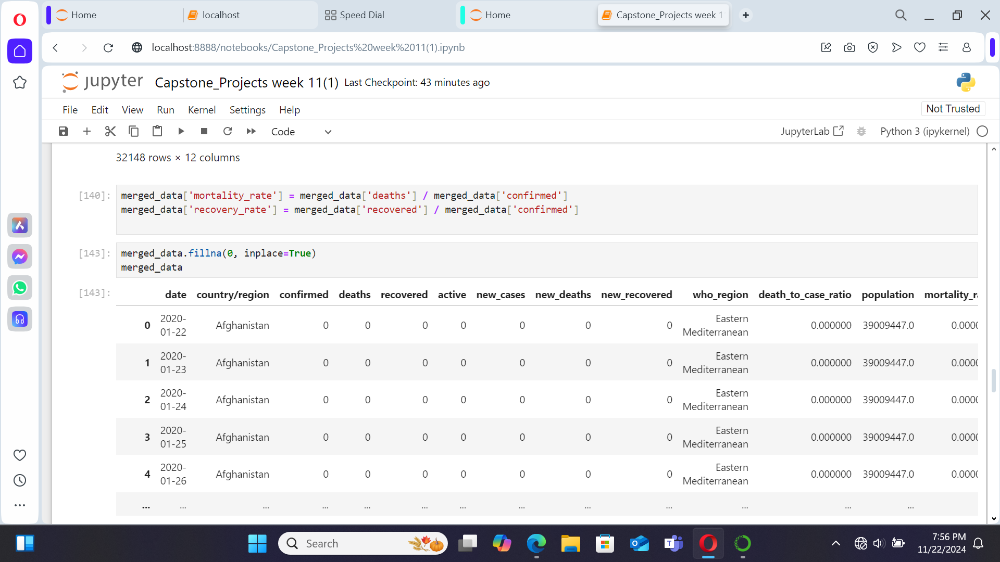 Home
localhost
Speed Dial
Home
Capstone_Projects week 1
localhost:8888/notebooks/Capstone_Projects%20week%2011(1).ipynb
jupyter Capstone_Projects week 11(1) Last Checkpoint: 43 minutes ago
File Edit View Run Kernel Settings Help
Not Trusted
Code
JupyterLab
Python 3 (ipykernel)
32148 rows × 12 columns
[140]:
merged_data['mortality_rate'] = merged_data['deaths'] / merged_data['confirmed']
merged_data['recovery_rate'] = merged_data['recovered'] / merged_data['confirmed']
[143]:
merged_data.fillna(0, inplace=True)
merged_data
[143]:
date country/region confirmed deaths recovered active new_cases new_deaths new_recovered who_region death_to_case_ratio population mortality_ra
0 2020-01-22 Afghanistan 0 0 0 0 0 0 0 Eastern Mediterranean 0.000000 39009447.0 0.0000
1 2020-01-23 Afghanistan 0 0 0 0 0 0 0 Eastern Mediterranean 0.000000 39009447.0 0.0000
2 2020-01-24 Afghanistan 0 0 0 0 0 0 0 Eastern Mediterranean 0.000000 39009447.0 0.0000
3 2020-01-25 Afghanistan 0 0 0 0 0 0 0 Eastern Mediterranean 0.000000 39009447.0 0.0000
4 2020-01-26 Afghanistan 0 0 0 0 0 0 0 Eastern Mediterranean 0.000000 39009447.0 0.0000
... ... ... ... ... ... ... ... ... ... ... ... ...
Search
7:56 PM
11/22/2024